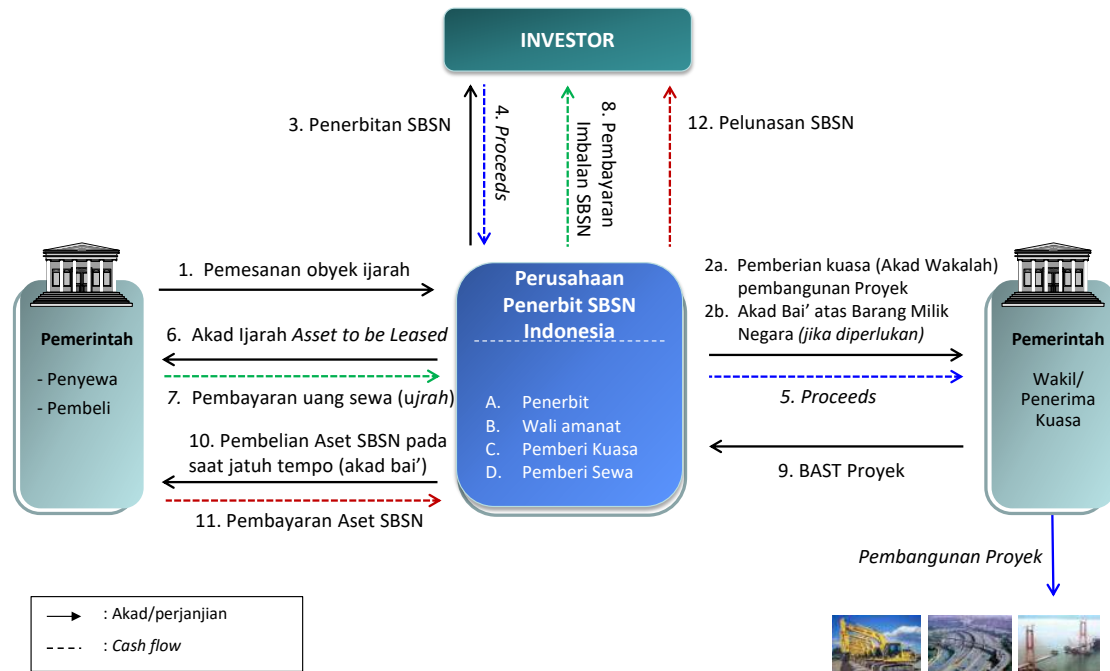 INVESTOR
3. Penerbitan SBSN
4. Proceeds
8. Pembayaran
Imbalan SBSN
12. Pelunasan SBSN
1. Pemesanan obyek ijarah
6. Akad Ijarah Asset to be Leased
7. Pembayaran uang sewa (ujrah)
10. Pembelian Aset SBSN pada
saat jatuh tempo (akad bai')
11. Pembayaran Aset SBSN
Pemerintah
- Penyewa
- Pembeli
Perusahaan
Penerbit SBSN
Indonesia
A. Penerbit
B. Wali amanat
C. Pemberi Kuasa
D. Pemberi Sewa
2a. Pemberian kuasa (Akad Wakalah)
pembangunan Proyek
2b. Akad Bai' atas Barang Milik
Negara (jika diperlukan)
5. Proceeds
9. BAST Proyek
Pemerintah
Wakil/
Penerima
Kuasa
Pembangunan Proyek
: Akad/perjanjian
: Cash flow